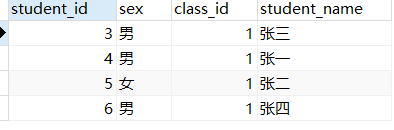 student_id sex class_id student_name
3 男 1 张三
4 男 1 张一
5 女 1 张二
6 男 1 张四